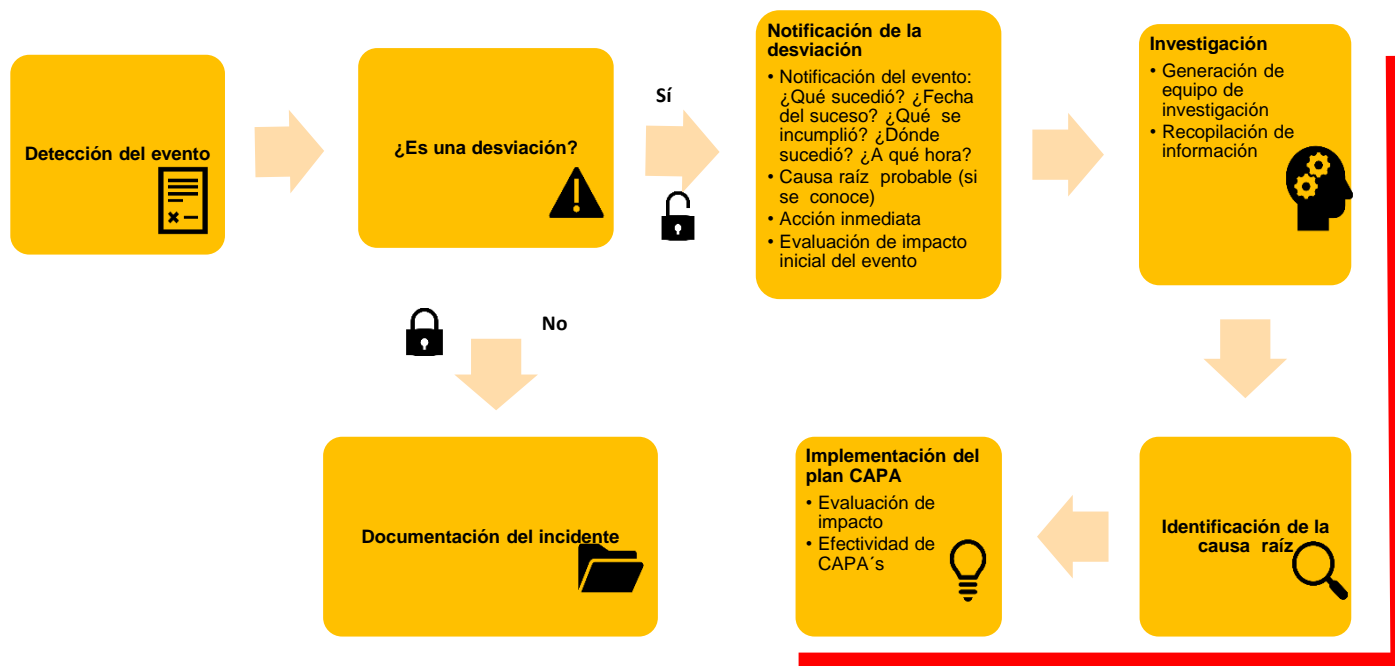 Detección del evento
¿Es una desviación?
Sí
Notificación de la
desviación
• Notificación del evento:
¿Qué sucedió? ¿Fecha
del suceso? ¿Qué se
incumplió? ¿Dónde
sucedió? ¿A qué hora?
• Causa raíz probable (si
se conoce)
• Acción inmediata
• Evaluación de impacto
inicial del evento
Investigación
• Generación de
equipo de
investigación
• Recopilación de
información
No
Documentación del incidente
Implementación del
plan CAPA
• Evaluación de
impacto
• Efectividad de
CAPA´s
Identificación de la
causa raíz